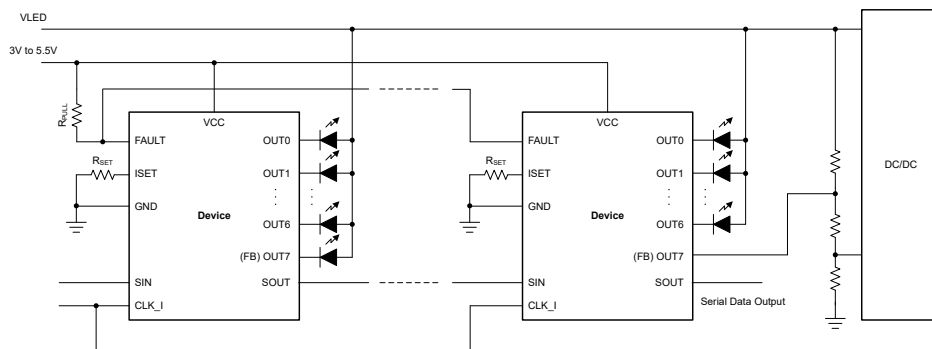 VLED
3V to 5.5V
RPULL
VCC
FAULT
RSET
ISET
GND
Device
OUT0
OUT1
OUT6
(FB) OUT7
SIN
SOUT
CLK_I
VCC
FAULT
RSET
ISET
GND
Device
OUT0
OUT1
OUT6
(FB) OUT7
SIN
SOUT
CLK_I
Serial Data Output
DC/DC